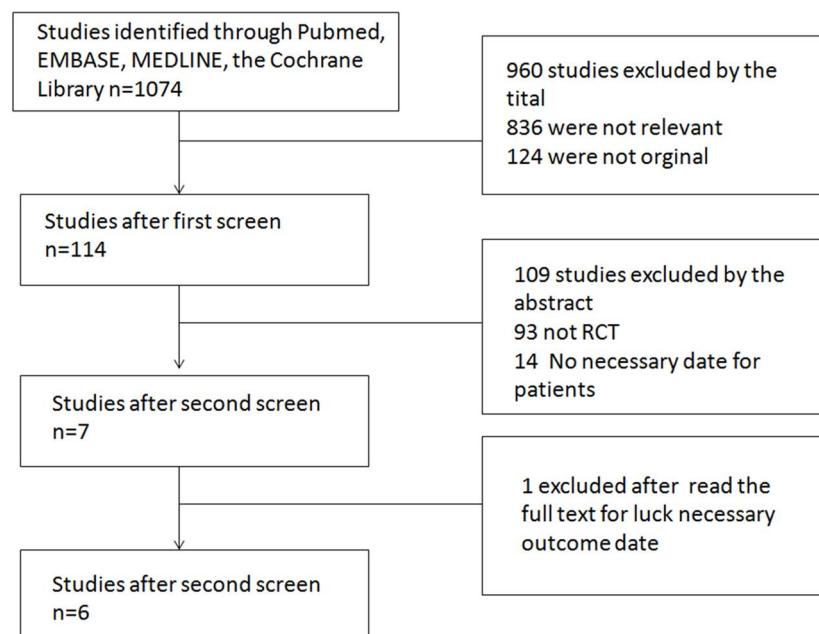 Studies identified through Pubmed,
EMBASE, MEDLINE, the Cochrane
Library n=1074
960 studies excluded by the
tital
836 were not relevant
124 were not orginal
Studies after first screen
n=114
109 studies excluded by the
abstract
93 not RCT
14 No necessary date for
patients
Studies after second screen
n=7
1 excluded after read the
full text for luck necessary
outcome date
Studies after second screen
n=6